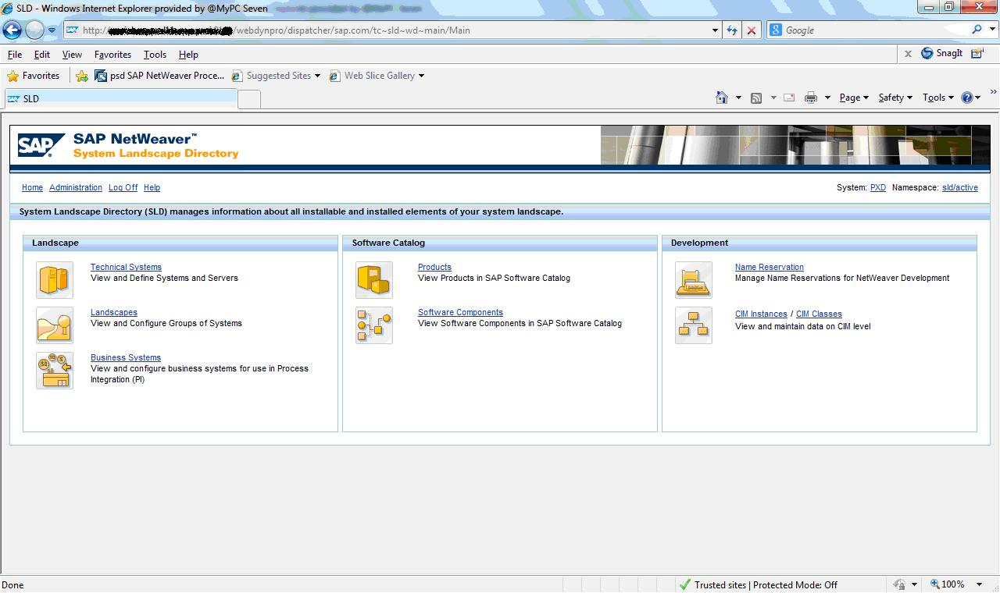 SLD - Windows Internet Explorer provided by @MyPC Seven
http:// /webdynpro/dispatcher/sap.com/tc~sld~wd~main/Main
Google
File Edit View Favorites Tools Help
x SnagIt
Favorites psd SAP NetWeaver Proce... Suggested Sites Web Slice Gallery
SAP SLD
Page Safety Tools
SAP
SAP NetWeaver™
System Landscape Directory
Home Administration Log Off Help
System: PXD Namespace: sld/active
System Landscape Directory (SLD) manages information about all installable and installed elements of your system landscape.
Landscape
Technical Systems
View and Define Systems and Servers
Landscapes
View and Configure Groups of Systems
Business Systems
View and configure business systems for use in Process
Integration (PI)
Software Catalog
Products
View Products in SAP Software Catalog
Software Components
View Software Components in SAP Software Catalog
Development
Name Reservation
Manage Name Reservations for NetWeaver Development
CIM Instances / CIM Classes
View and maintain data on CIM level
Done
Trusted sites | Protected Mode: Off
100%